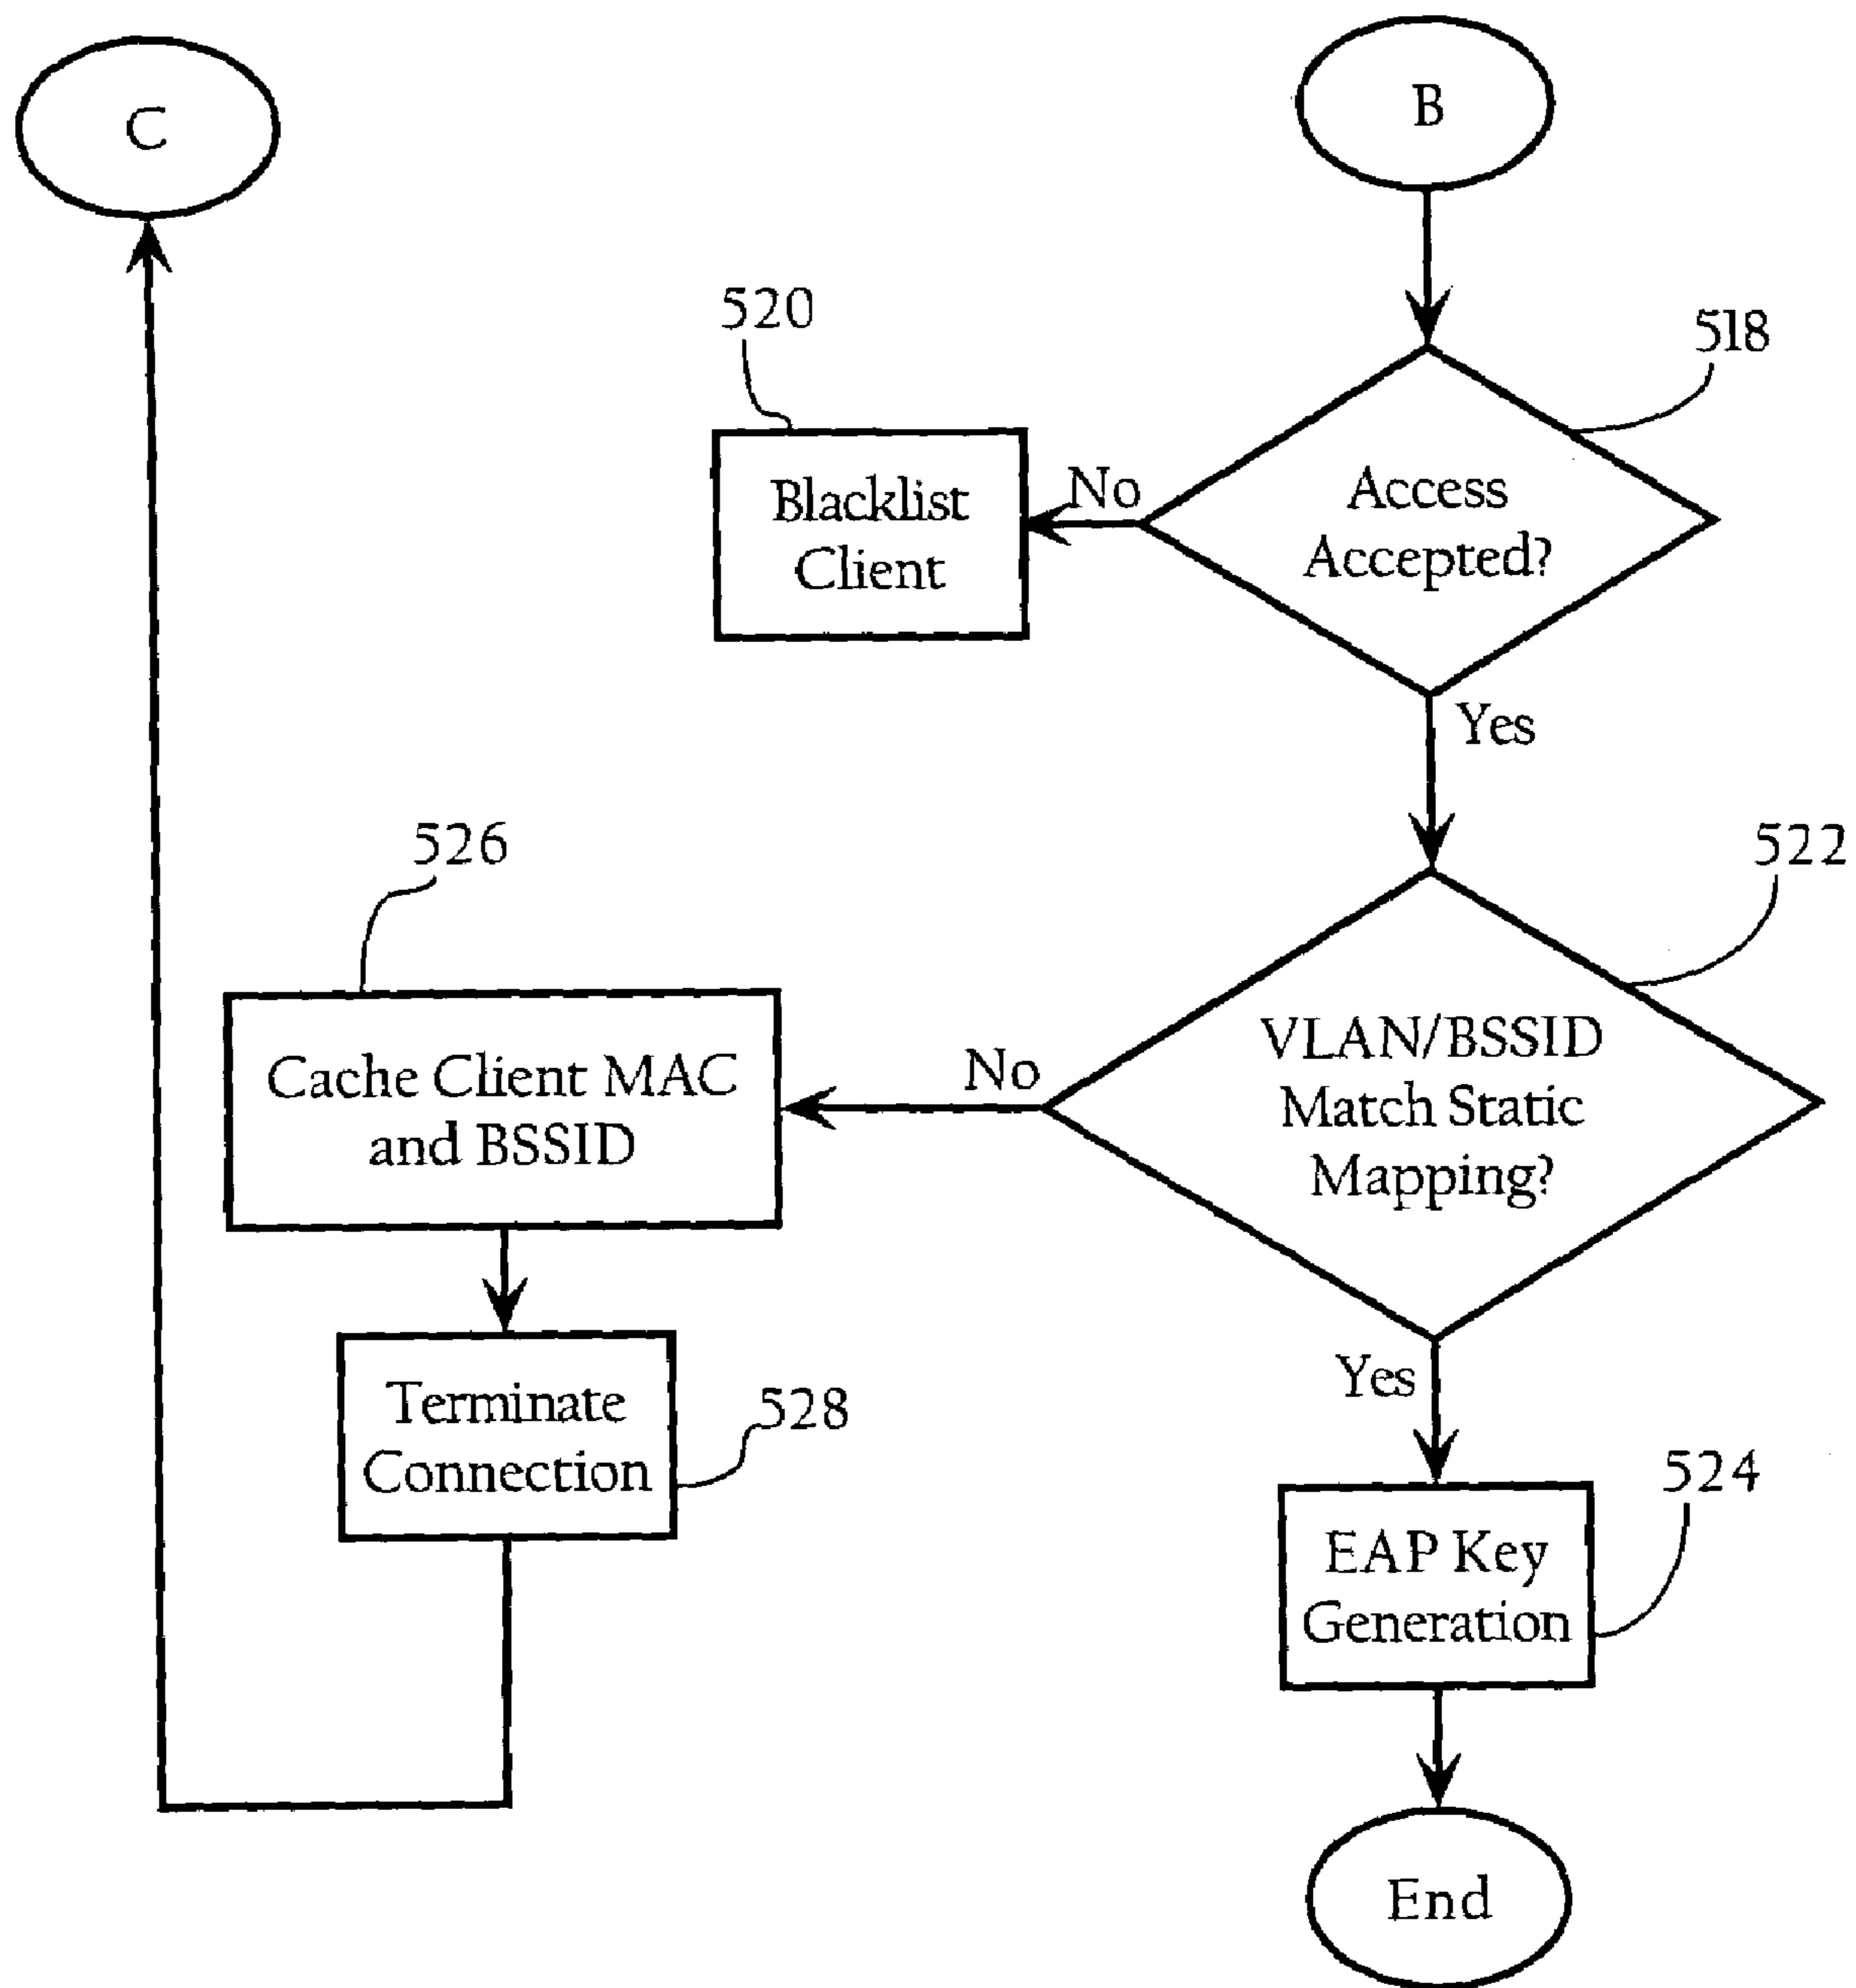 C
B
520
518
Blacklist
Client
No
Access
Accepted?
Yes
526
522
Cache Client MAC
and BSSID
No
VLAN/BSSID
Match Static
Mapping?
Terminate
Connection
528
Yes
524
EAP Key
Generation
End